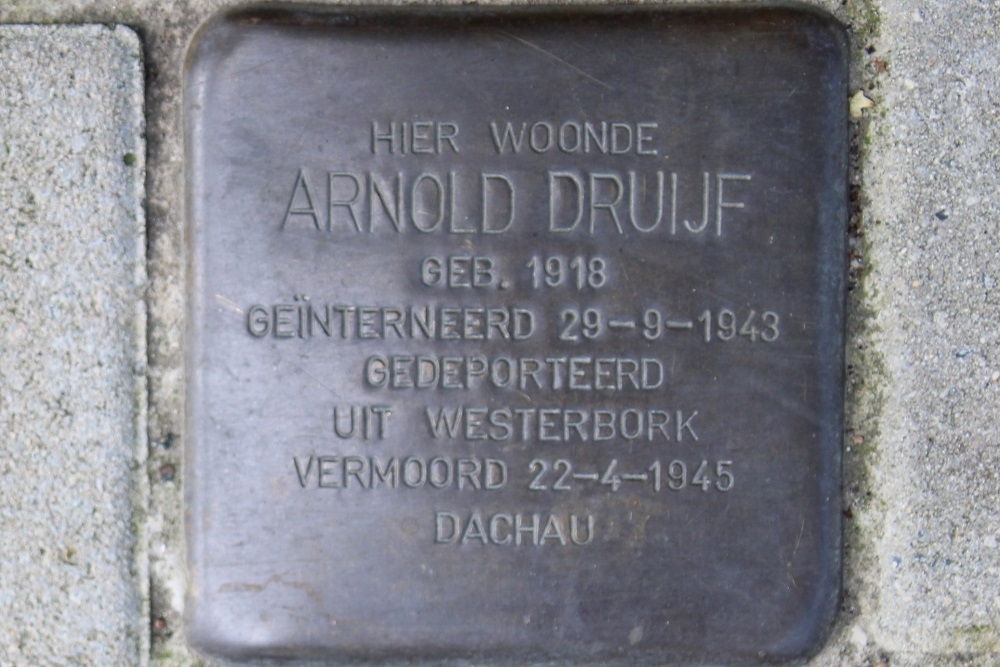 HIER WOONDE
ARNOLD DRUIJF
GEB. 1918
GEÏNTERNEERD 29-9-1943
GEDEPORTEERD
UIT WESTERBORK
VERMOORD 22-4-1945
DACHAU